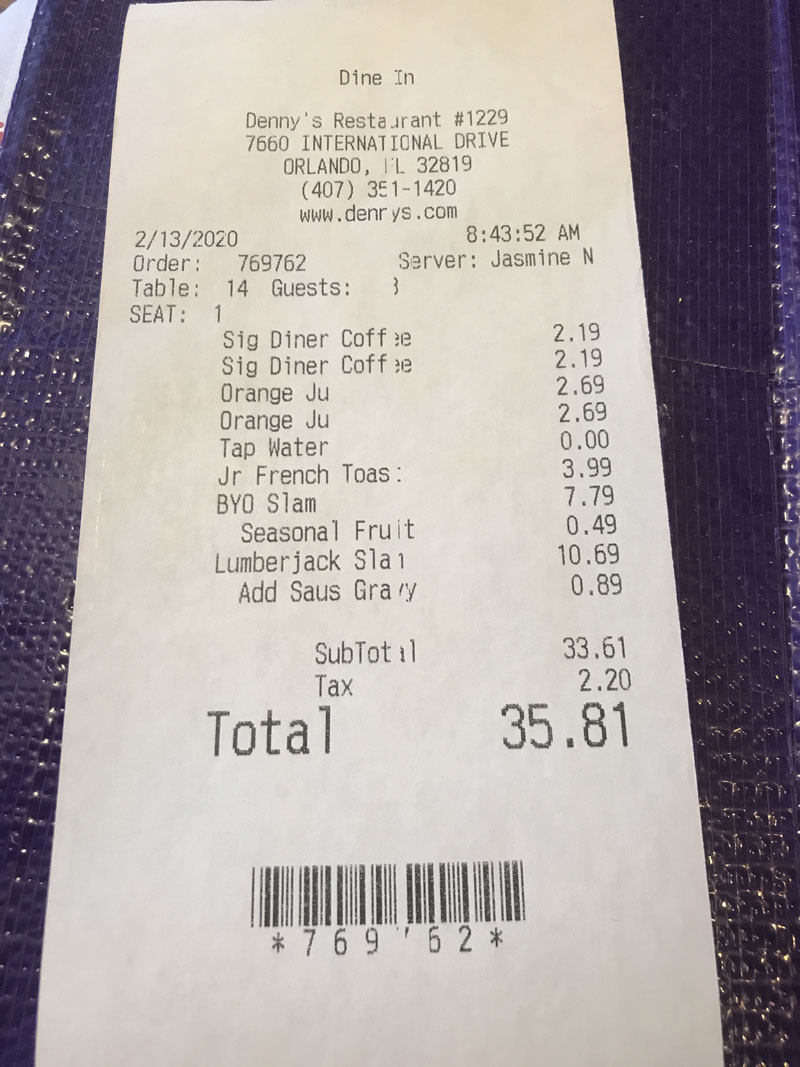 Dine In
Denny's Restaurant #1229
7660 INTERNATIONAL DRIVE
ORLANDO, FL 32819
(407) 351-1420
www.dennys.com
2/13/2020 8:43:52 AM
Order: 769762 Server: Jasmine N
Table: 14 Guests: 3
SEAT: 1
Sig Diner Coffee 2.19
Sig Diner Coffee 2.19
Orange Ju 2.69
Orange Ju 2.69
Tap Water 0.00
Jr French Toast 3.99
BYO Slam 7.79
Seasonal Fruit 0.49
Lumberjack Slam 10.69
Add Saus Gravy 0.89
SubTotal 33.61
Tax 2.20
Total 35.81
*769762*